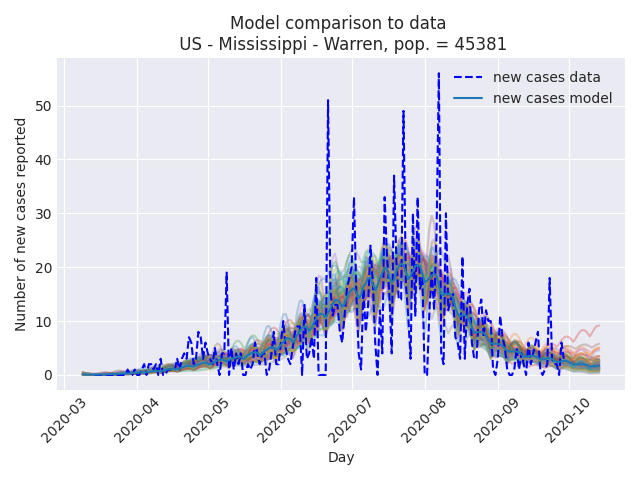 Model comparison to data
US - Mississippi - Warren, pop. = 45381
new cases data
new cases model
Number of new cases reported
50
40
30
20
10
0
2020-03
2020-04
2020-05
2020-06
2020-07
2020-08
2020-09
2020-10
Day